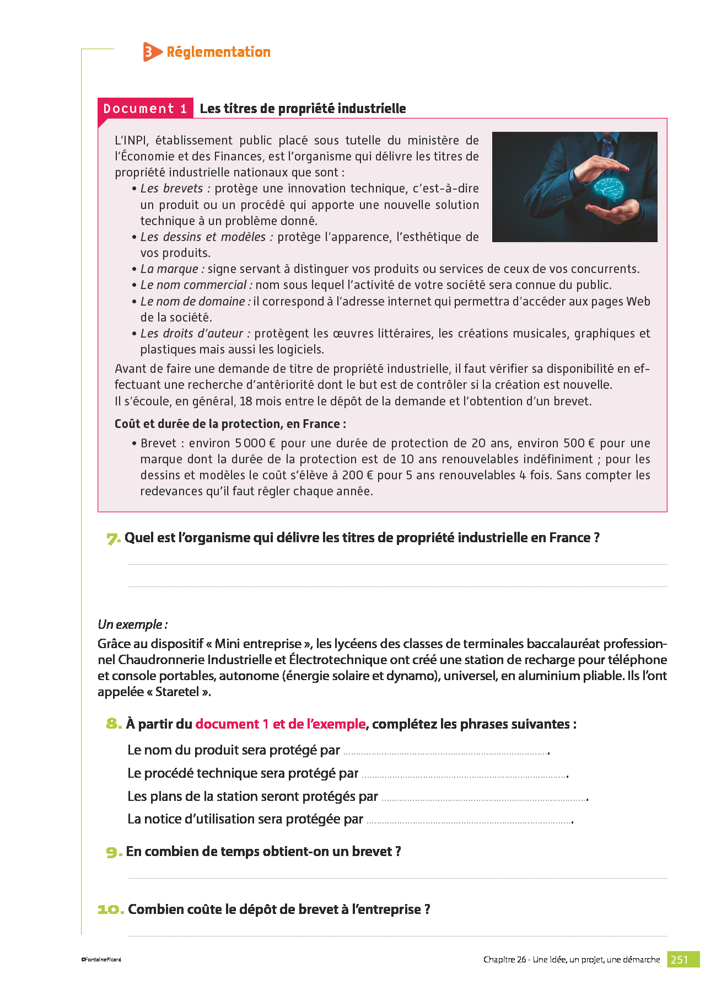 3 Réglementation
Document 1 Les titres de propriété industrielle
L’INPI, établissement public placé sous tutelle du ministère de
l’Économie et des Finances, est l’organisme qui délivre les titres de
propriété industrielle nationaux que sont :
• Les brevets : protège une innovation technique, c’est-à-dire
un produit ou un procédé qui apporte une nouvelle solution
technique à un problème donné.
• Les dessins et modèles : protège l’apparence, l’esthétique de
vos produits.
• La marque : signe servant à distinguer vos produits ou services de ceux de vos concurrents.
• Le nom commercial : nom sous lequel l’activité de votre société sera connue du public.
• Le nom de domaine : il correspond à l’adresse internet qui permettra d’accéder aux pages Web
de la société.
• Les droits d’auteur : protègent les œuvres littéraires, les créations musicales, graphiques et
plastiques mais aussi les logiciels.
Avant de faire une demande de titre de propriété industrielle, il faut vérifier sa disponibilité en ef-
fectuant une recherche d’antériorité dont le but est de contrôler si la création est nouvelle.
Il s’écoule, en général, 18 mois entre le dépôt de la demande et l’obtention d’un brevet.
Coût et durée de la protection, en France :
• Brevet : environ 5 000 € pour une durée de protection de 20 ans, environ 500 € pour une
marque dont la durée de la protection est de 10 ans renouvelables indéfiniment ; pour les
dessins et modèles le coût s’élève à 200 € pour 5 ans renouvelables 4 fois. Sans compter les
redevances qu’il faut régler chaque année.
7. Quel est l’organisme qui délivre les titres de propriété industrielle en France ?
Un exemple :
Grâce au dispositif « Mini entreprise », les lycéens des classes de terminales baccalauréat profession-
nel Chaudronnerie Industrielle et Électrotechnique ont créé une station de recharge pour téléphone
et console portables, autonome (énergie solaire et dynamo), universel, en aluminium pliable. Ils l’ont
appelée « Staretel ».
8. À partir du document 1 et de l’exemple, complétez les phrases suivantes :
Le nom du produit sera protégé par .
Le procédé technique sera protégé par .
Les plans de la station seront protégés par .
La notice d’utilisation sera protégée par .
9. En combien de temps obtient-on un brevet ?
10. Combien coûte le dépôt de brevet à l’entreprise ?
©FontainePicard
Chapitre 26 - Une idée, un projet, une démarche 251